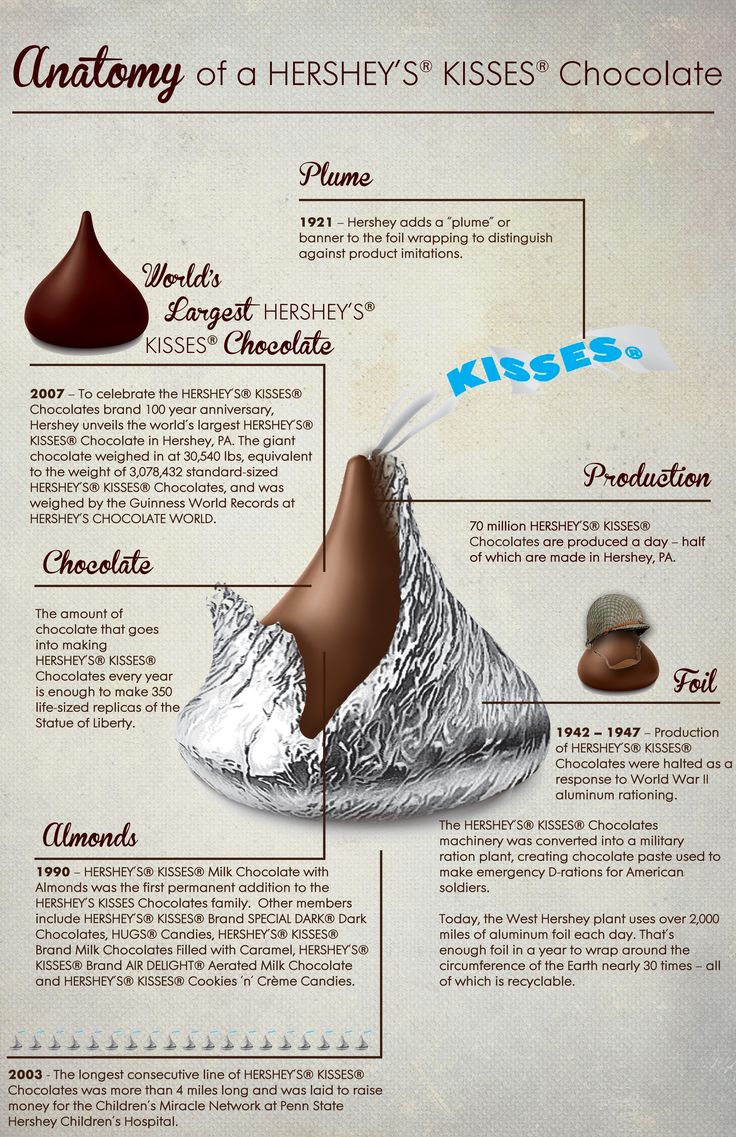 Anatomy of a HERSHEY'S® KISSES® Chocolate
Plume
1921 – Hershey adds a "plume" or
banner to the foil wrapping to distinguish
against product imitations.
World's
Largest HERSHEY'S®
KISSES® Chocolate
KISSES®
2007 – To celebrate the HERSHEY'S® KISSES®
Chocolates brand 100 year anniversary,
Hershey unveils the world's largest HERSHEY'S®
KISSES® Chocolate in Hershey, PA. The giant
chocolate weighed in at 30,540 lbs, equivalent
to the weight of 3,078,432 standard-sized
HERSHEY'S® KISSES® Chocolates, and was
weighed by the Guinness World Records at
HERSHEY'S CHOCOLATE WORLD.
Production
70 million HERSHEY'S® KISSES®
Chocolates are produced a day – half
of which are made in Hershey, PA.
Chocolate
The amount of
chocolate that goes
into making
HERSHEY'S® KISSES®
Chocolates every year
is enough to make 350
life-sized replicas of the
Statue of Liberty.
Foil
1942 – 1947 – Production
of HERSHEY'S® KISSES®
Chocolates were halted as a
response to World War II
aluminum rationing.
The HERSHEY'S® KISSES® Chocolates
machinery was converted into a military
ration plant, creating chocolate paste used to
make emergency D-rations for American
soldiers.
Today, the West Hershey plant uses over 2,000
miles of aluminum foil each day. That's
enough foil in a year to wrap around the
circumference of the Earth nearly 30 times – all
of which is recyclable.
Almonds
1990 – HERSHEY'S® KISSES® Milk Chocolate with
Almonds was the first permanent addition to the
HERSHEY'S KISSES Chocolates family. Other members
include HERSHEY'S® KISSES® Brand SPECIAL DARK® Dark
Chocolates, HUGS® Candies, HERSHEY'S® KISSES®
Brand Milk Chocolates Filled with Caramel, HERSHEY'S®
KISSES® Brand AIR DELIGHT® Aerated Milk Chocolate
and HERSHEY'S® KISSES® Cookies 'n' Crème Candies.
2003 - The longest consecutive line of HERSHEY'S® KISSES®
Chocolates was more than 4 miles long and was laid to raise
money for the Children's Miracle Network at Penn State
Hershey Children's Hospital.